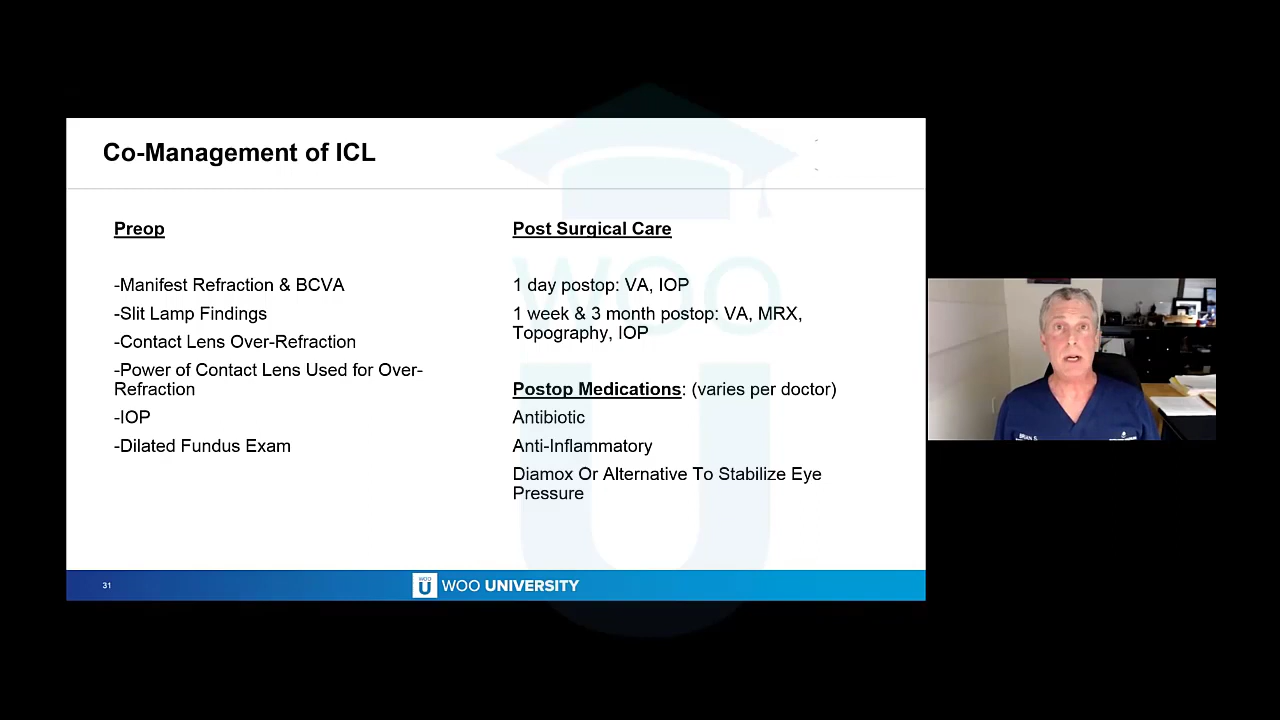 Co-Management of ICL
Preop
-Manifest Refraction & BCVA
-Slit Lamp Findings
-Contact Lens Over-Refraction
-Power of Contact Lens Used for Over-
Refraction
-IOP
-Dilated Fundus Exam
Post Surgical Care
1 day postop: VA, IOP
1 week & 3 month postop: VA, MRX,
Topography, IOP
Postop Medications: (varies per doctor)
Antibiotic
Anti-Inflammatory
Diamox Or Alternative To Stabilize Eye
Pressure
WOO
U
31
WOO
U
WOO UNIVERSITY
BRIAN S.